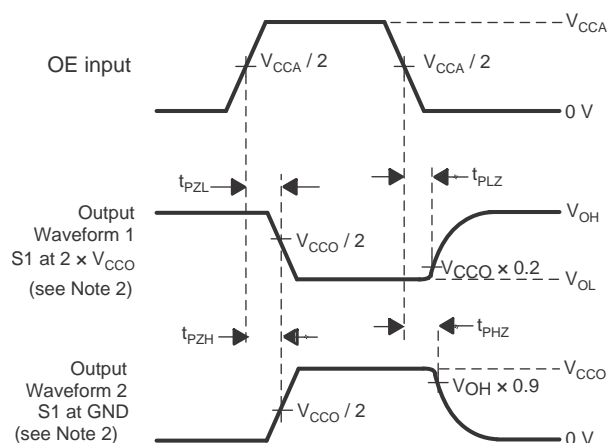 V_CCA
OE input
V_CCA / 2
V_CCA / 2
0 V
t_PZL
t_PLZ
Output
Waveform 1
S1 at 2 × V_CCO
(see Note 2)
V_OH
V_CCO / 2
V_CCO × 0.2
V_OL
t_PZH
t_PHZ
Output
Waveform 2
S1 at GND
(see Note 2)
V_CCO
V_OH × 0.9
V_CCO / 2
0 V